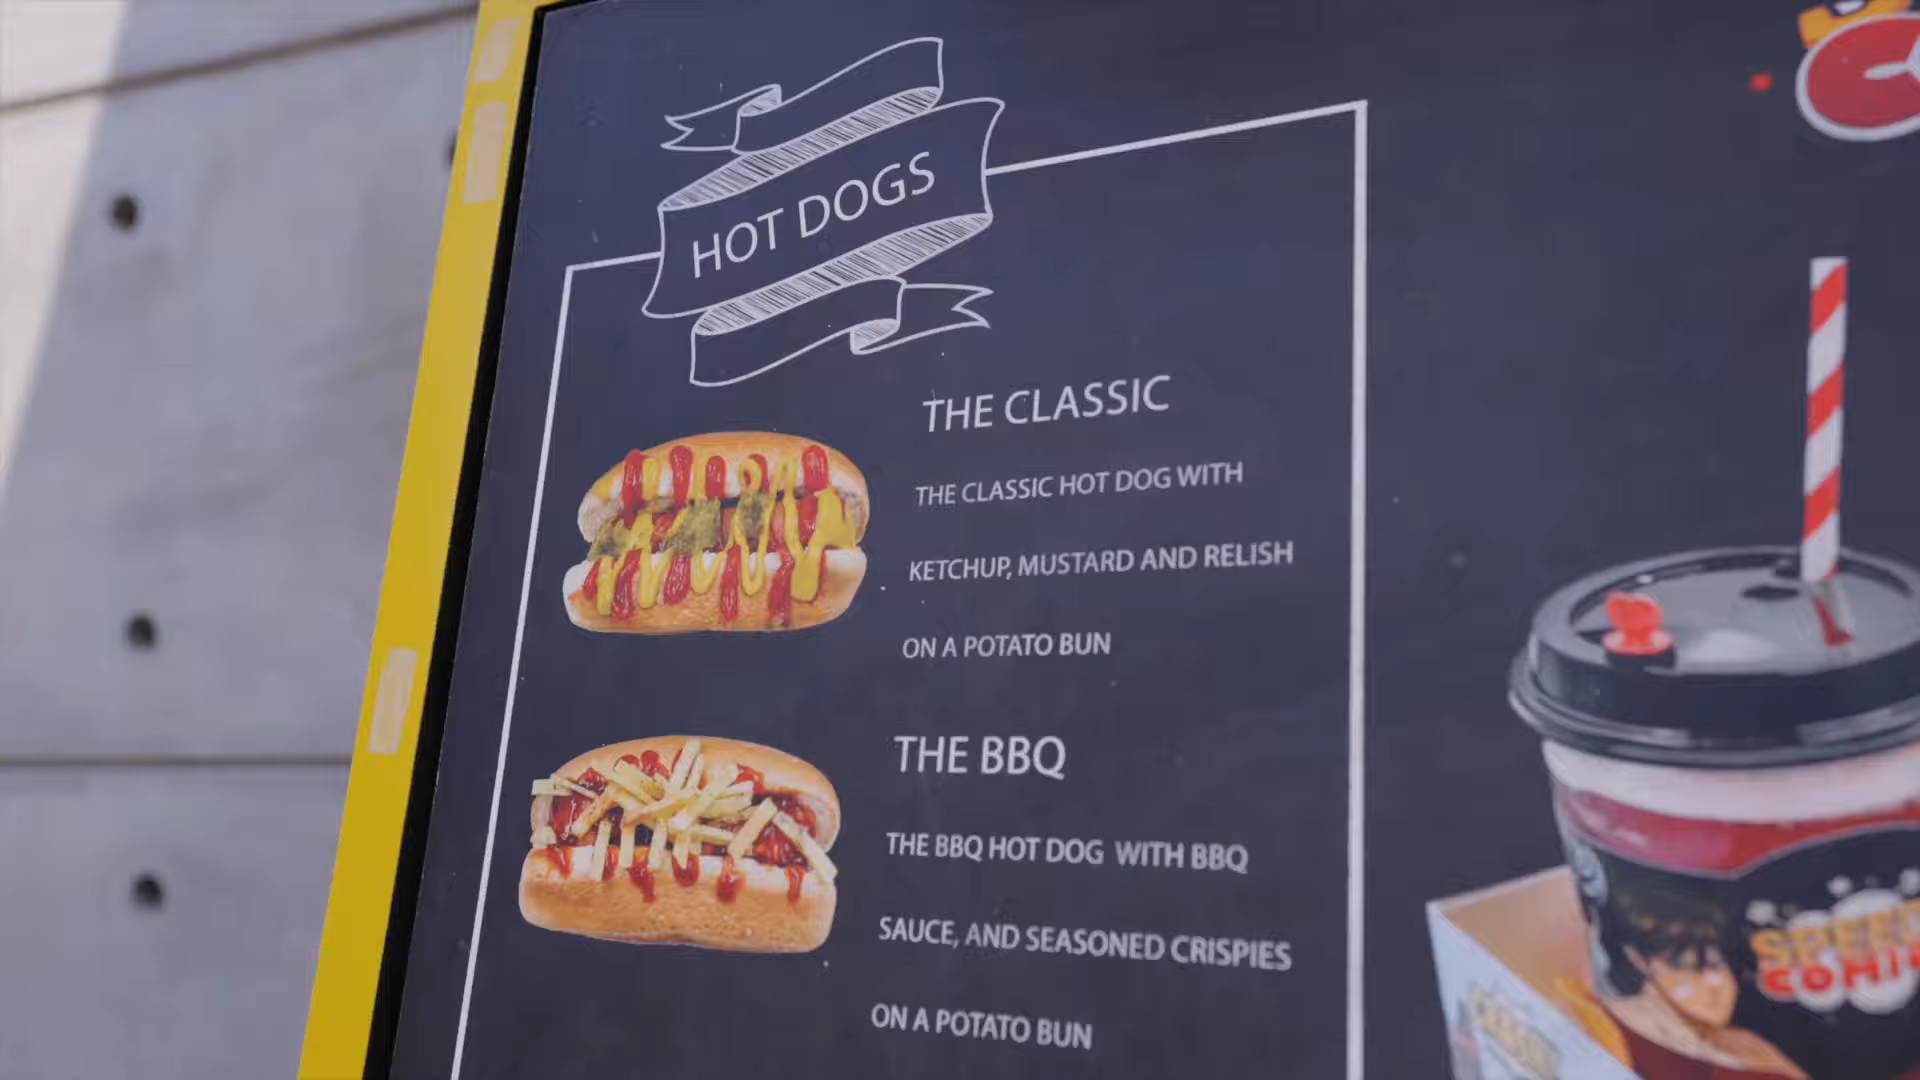 HOT DOGS
THE CLASSIC
THE CLASSIC HOT DOG WITH
KETCHUP, MUSTARD AND RELISH
ON A POTATO BUN
THE BBQ
THE BBQ HOT DOG WITH BBQ
SAUCE, AND SEASONED CRISPIES
ON A POTATO BUN